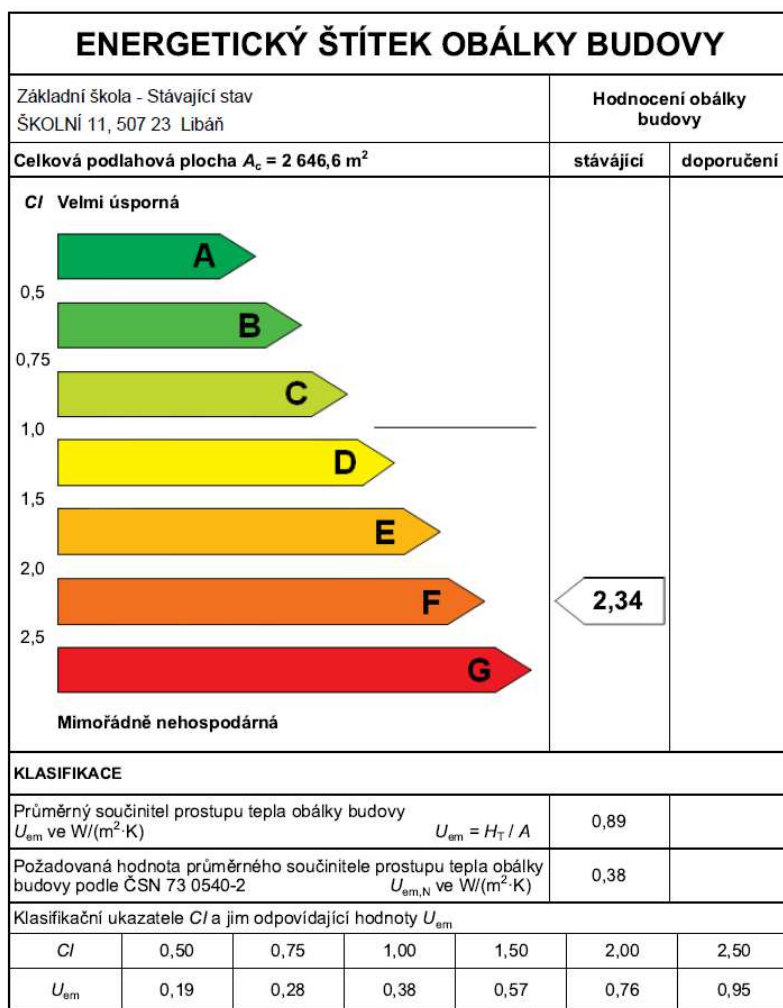 ENERGETICKÝ ŠTÍTEK OBÁLKY BUDOVY
Základní škola - Stávající stav
ŠKOLNÍ 11, 507 23 Libáň
Hodnocení obálky
budovy
Celková podlahová plocha Ac = 2 646,6 m²
stávající
doporučení
CI Velmi úsporná
A
0,5
B
0,75
C
1,0
D
1,5
E
2,0
F
2,34
2,5
G
Mimořádně nehospodárná
KLASIFIKACE
Průměrný součinitel prostupu tepla obálky budovy
Uem ve W/(m²·K) Uem = HT / A
0,89
Požadovaná hodnota průměrného součinitele prostupu tepla obálky
budovy podle ČSN 73 0540-2 Uem,N ve W/(m²·K)
0,38
Klasifikační ukazatele CI a jim odpovídající hodnoty Uem
CI 0,50 0,75 1,00 1,50 2,00 2,50
Uem 0,19 0,28 0,38 0,57 0,76 0,95